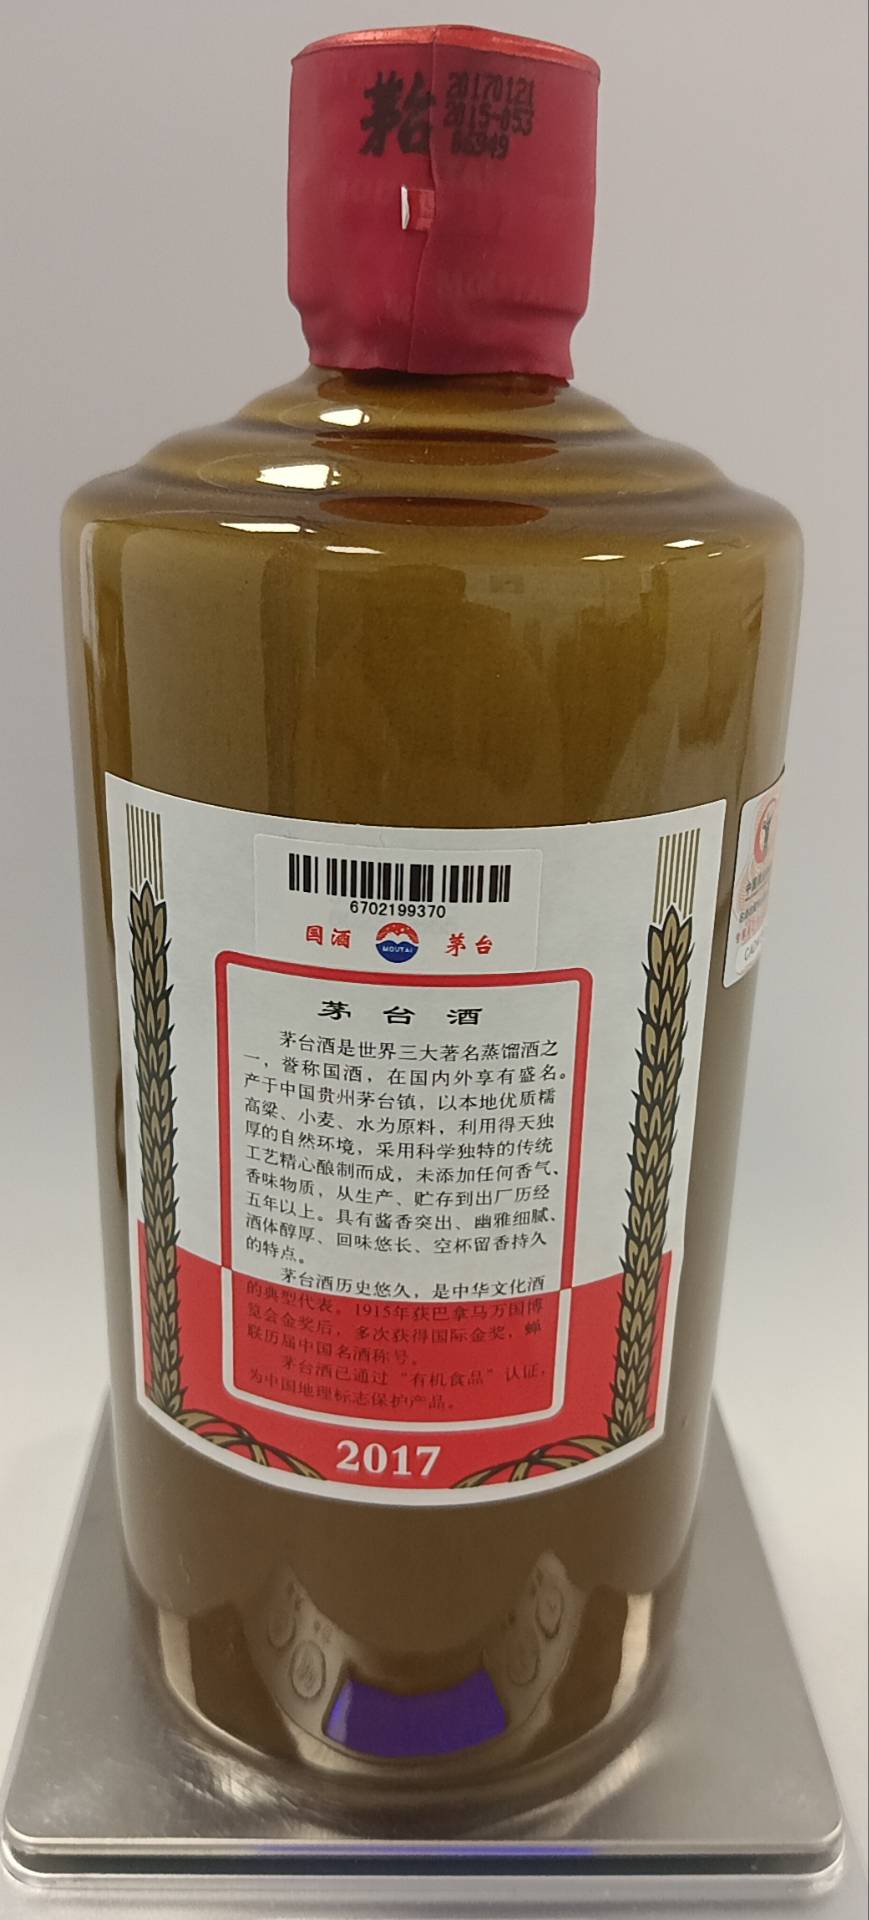 茅台
20170121
2015-053
06949
6702199370
国酒 MOUTAI 茅台
茅台酒
茅台酒是世界三大著名蒸馏酒之
一，誉称国酒，在国内外享有盛名。
产于中国贵州茅台镇，以本地优质糯
高粱、小麦、水为原料，利用得天独
厚的自然环境，采用科学独特的传统
工艺精心酿制而成，未添加任何香气、
香味物质，从生产、贮存到出厂历经
五年以上。具有酱香突出、幽雅细腻、
酒体醇厚、回味悠长、空杯留香持久
的特点。
茅台酒历史悠久，是中华文化酒
的典型代表。1915年获巴拿马万国博
览会金奖后，多次获得国际金奖，蝉
联历届中国名酒称号。
茅台酒已通过“有机食品”认证，
为中国地理标志保护产品。
2017